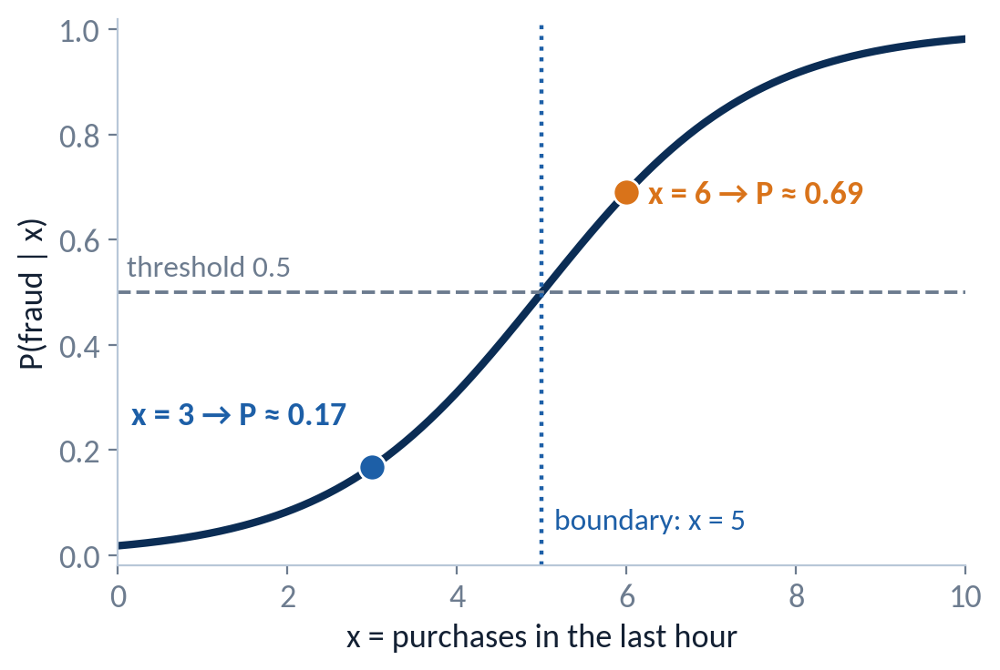 1.0
0.8
x = 6 → P ≈ 0.69
0.6
threshold 0.5
P(fraud | x)
0.4
x = 3 → P ≈ 0.17
0.2
boundary: x = 5
0.0
0 2 4 6 8 10
x = purchases in the last hour